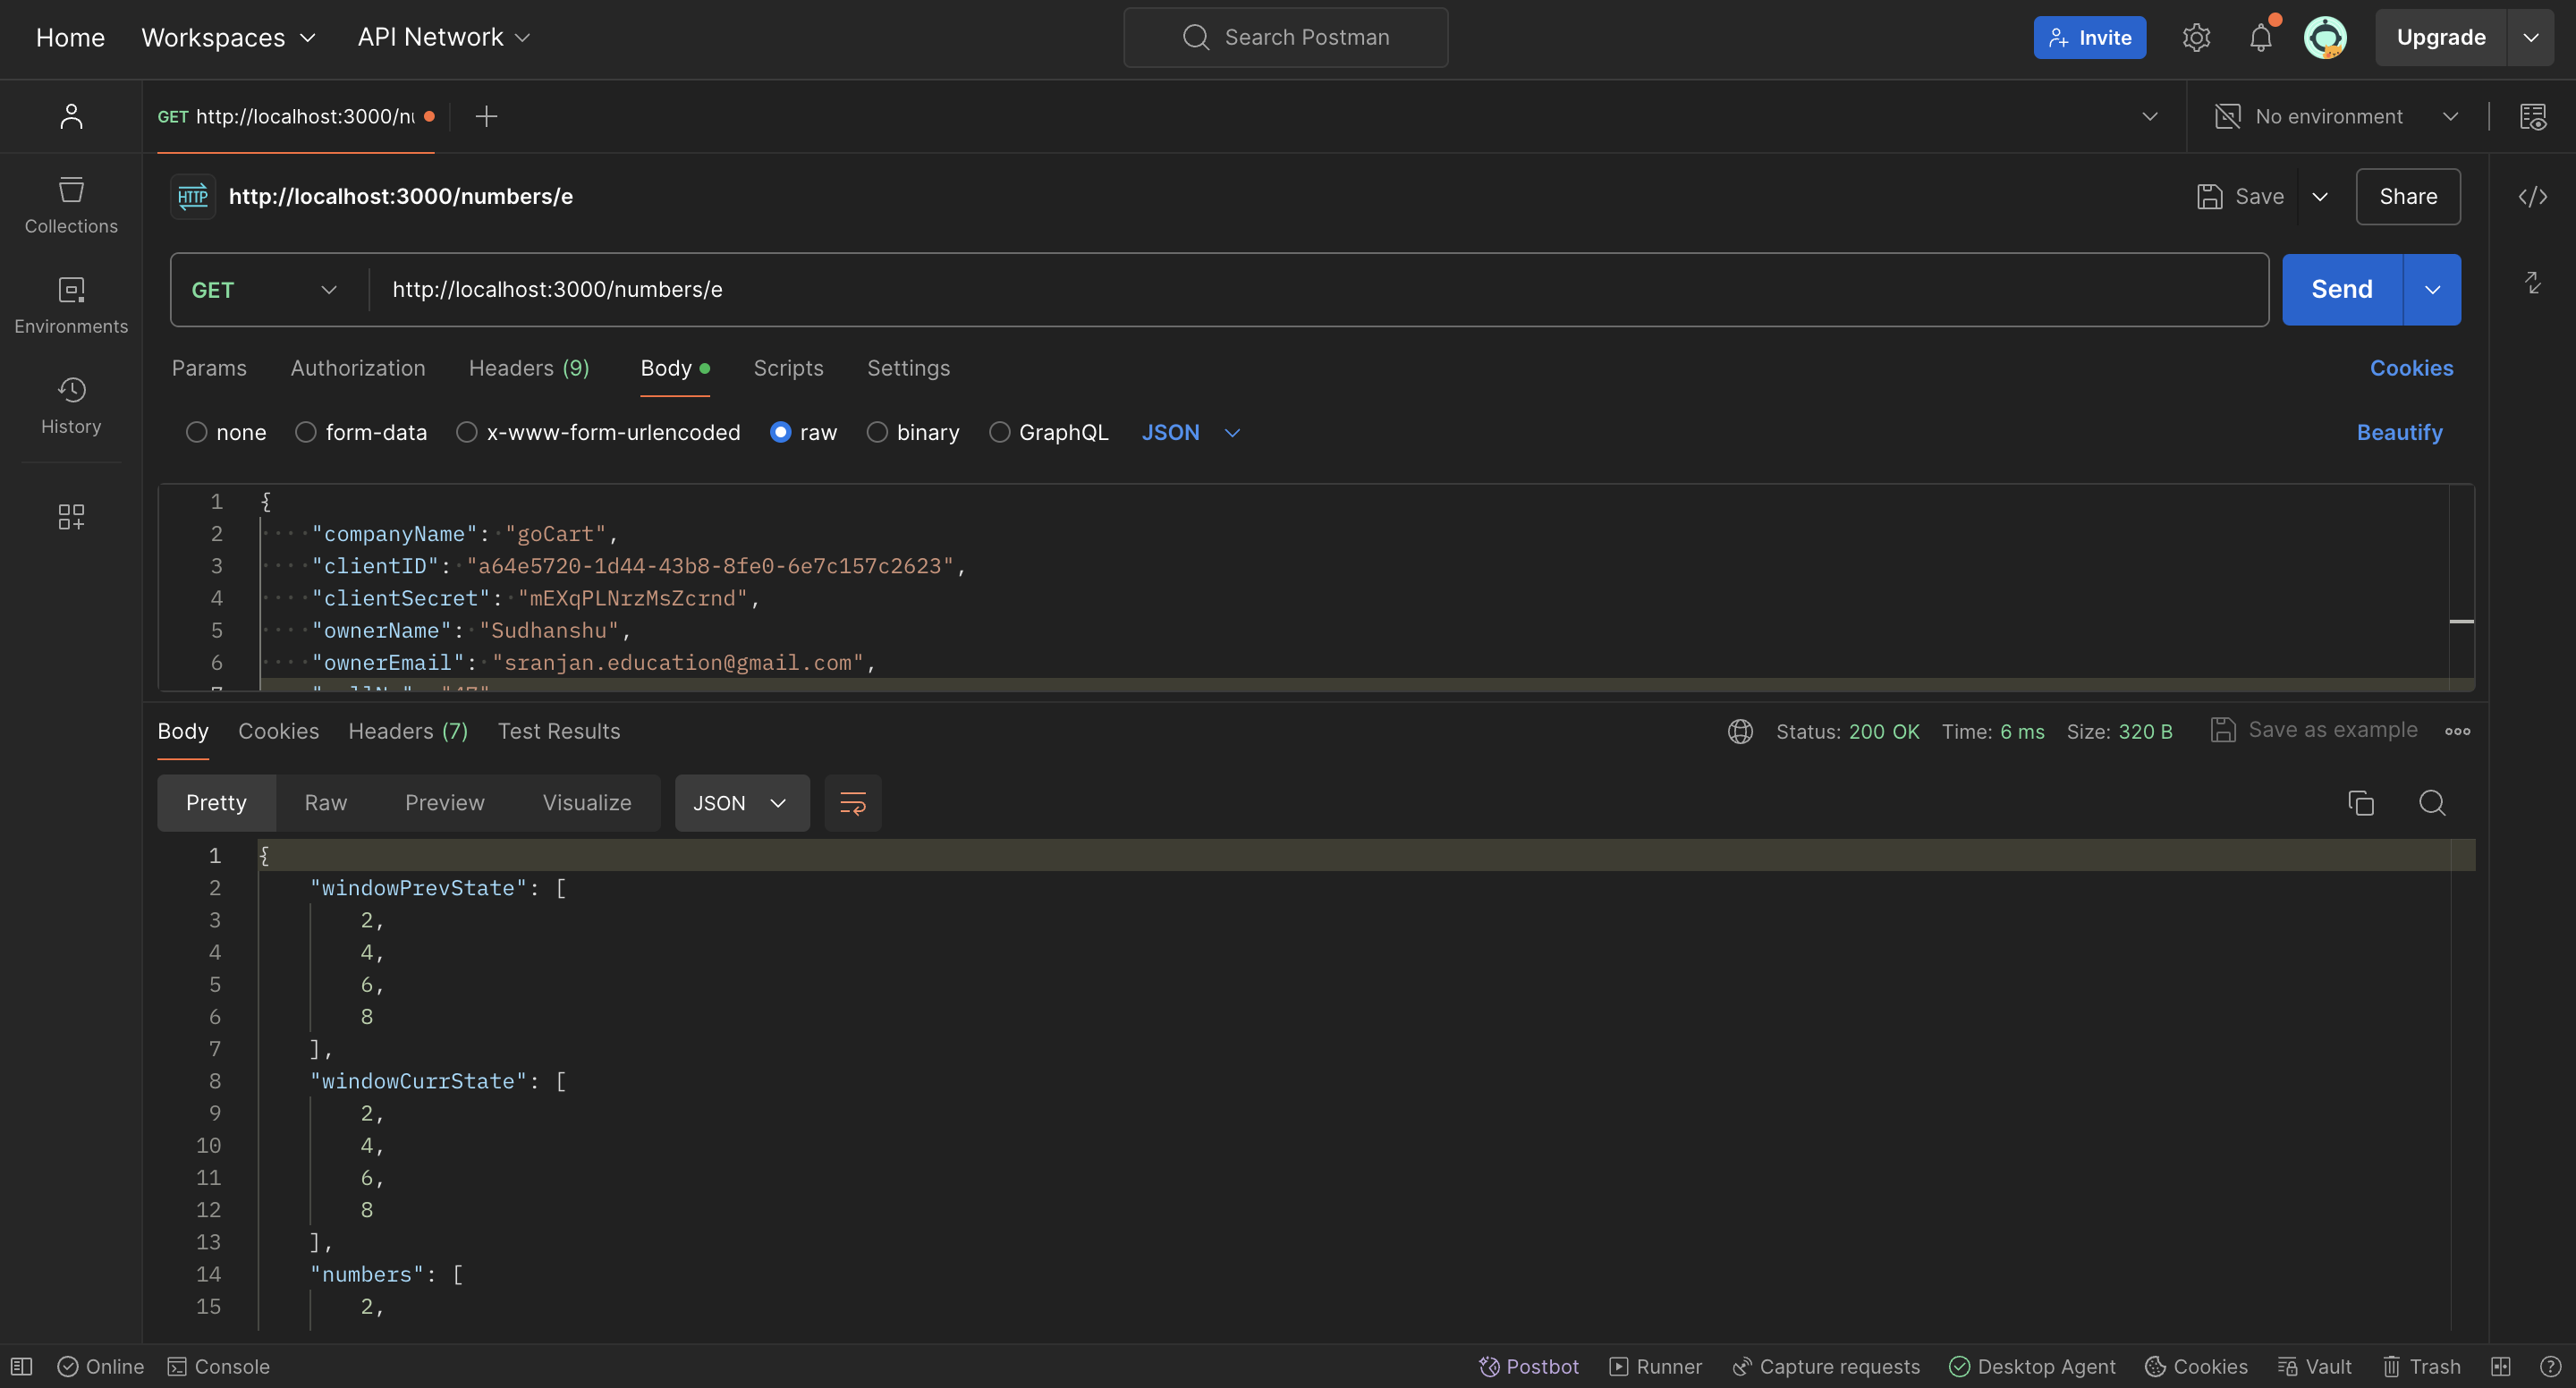 Home Workspaces API Network Search Postman Invite Upgrade
GET http://localhost:3000/nu No environment
HTTP http://localhost:3000/numbers/e Save Share
Collections
GET http://localhost:3000/numbers/e Send
Environments
Params Authorization Headers (9) Body Scripts Settings Cookies
History
none form-data x-www-form-urlencoded raw binary GraphQL JSON Beautify
1 {
2 "companyName": "goCart",
3 "clientID": "a64e5720-1d44-43b8-8fe0-6e7c157c2623",
4 "clientSecret": "mEXqPLNrzMsZcrnd",
5 "ownerName": "Sudhanshu",
6 "ownerEmail": "sranjan.education@gmail.com",
Body Cookies Headers (7) Test Results Status: 200 OK Time: 6 ms Size: 320 B Save as example
Pretty Raw Preview Visualize JSON
1 {
2 "windowPrevState": [
3 2,
4 4,
5 6,
6 8
7 ],
8 "windowCurrState": [
9 2,
10 4,
11 6,
12 8
13 ],
14 "numbers": [
15 2,
Online Console Postbot Runner Capture requests Desktop Agent Cookies Vault Trash